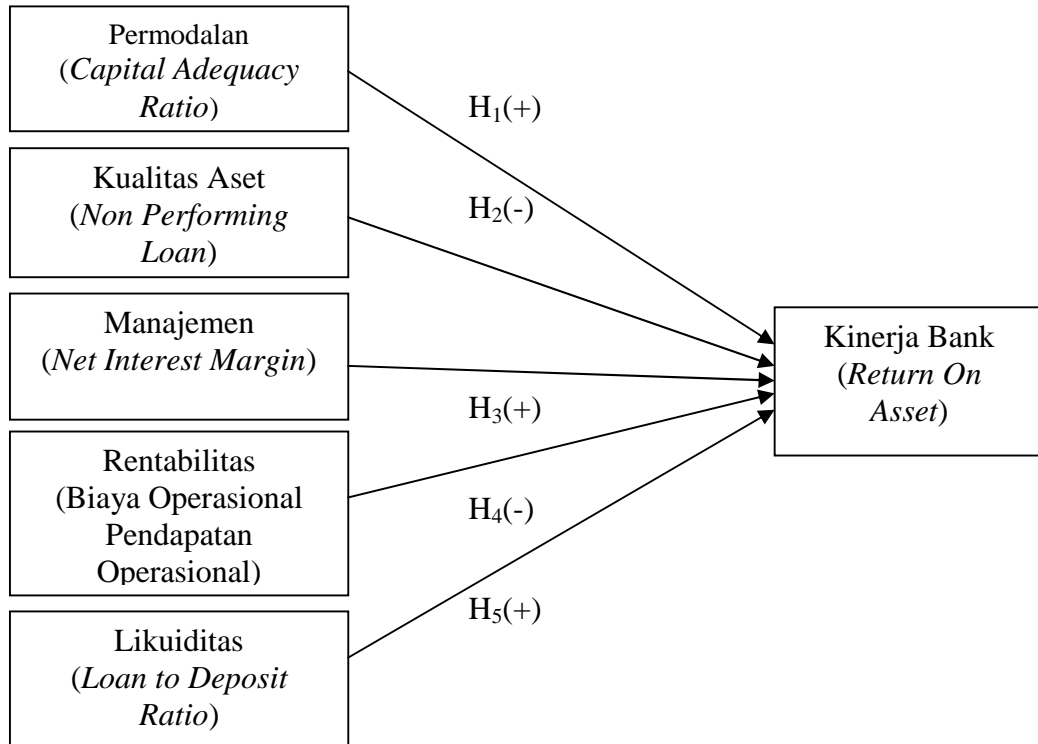 Permodalan
(Capital Adequacy
Ratio)
H₁(+)
Kualitas Aset
(Non Performing
Loan)
H₂(-)
Manajemen
(Net Interest Margin)
H₃(+)
Rentabilitas
(Biaya Operasional
Pendapatan
Operasional)
H₄(-)
Likuiditas
(Loan to Deposit
Ratio)
H₅(+)
Kinerja Bank
(Return On
Asset)